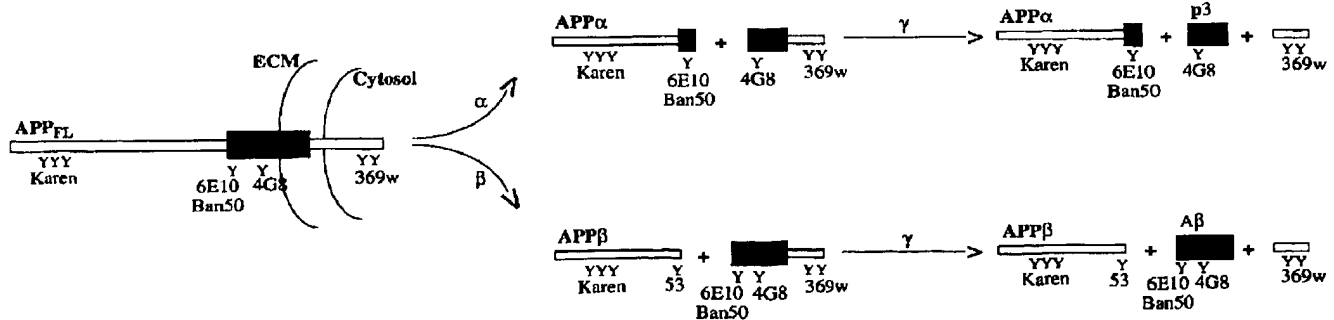 ECM
Cytosol
APPFL
YYY
Karen
Y
Y
6E10
4G8
Ban50
YY
369w
α
β
APPα
+
YYY
Karen
Y
6E10
Ban50
Y
4G8
YY
369w
γ
APPα
p3
+
+
YYY
Karen
Y
6E10
Ban50
Y
4G8
YY
369w
APPβ
+
YYY
Karen
Y
53
Y Y
6E10
4G8
Ban50
YY
369w
γ
APPβ
Aβ
+
+
YYY
Karen
Y
53
Y Y
6E10
4G8
Ban50
YY
369w